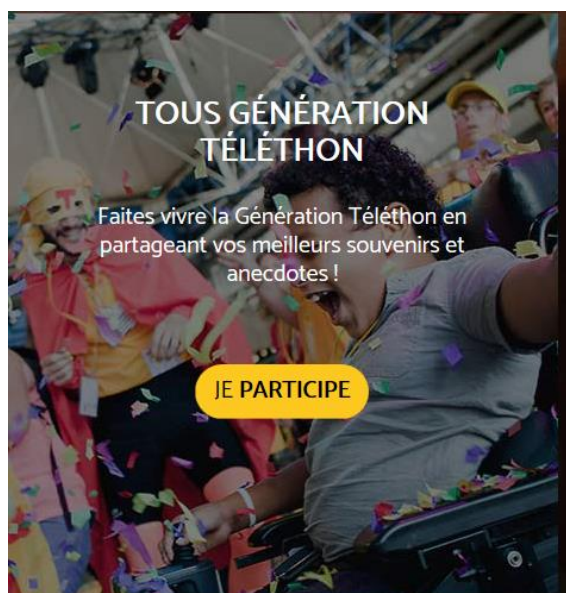 TOUS GÉNÉRATION
TÉLÉTHON
Faites vivre la Génération Téléthon en
partageant vos meilleurs souvenirs et
anecdotes !
JE PARTICIPE
T